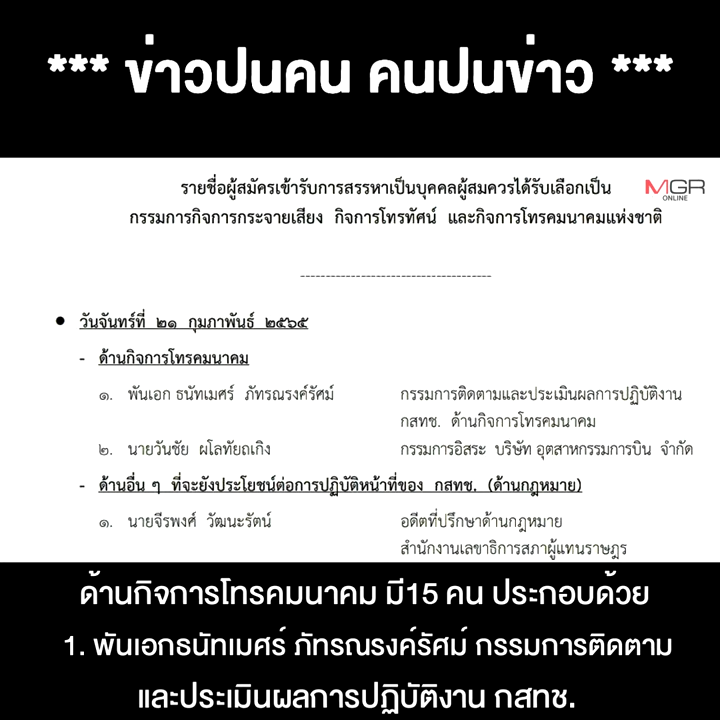 *** ข่าวปนคน คนปนข่าว ***
รายชื่อผู้สมัครเข้ารับการสรรหาเป็นบุคคลผู้สมควรได้รับเลือกเป็น
MGR
ONLINE
กรรมการกิจการกระจายเสียง กิจการโทรทัศน์ และกิจการโทรคมนาคมแห่งชาติ
--------------------------------------
• วันจันทร์ที่ ๒๑ กุมภาพันธ์ ๒๕๖๕
- ด้านกิจการโทรคมนาคม
๑. พันเอก ธนัทเมศร์ ภัทรณรงค์รัศม์ กรรมการติดตามและประเมินผลการปฏิบัติงาน
กสทช. ด้านกิจการโทรคมนาคม
๒. นายวันชัย ผโลทัยถเกิง กรรมการอิสระ บริษัท อุตสาหกรรมการบิน จำกัด
- ด้านอื่น ๆ ที่จะยังประโยชน์ต่อการปฏิบัติหน้าที่ของ กสทช. (ด้านกฎหมาย)
๑. นายจีรพงศ์ วัฒนะรัตน์ อดีตที่ปรึกษาด้านกฎหมาย
สำนักงานเลขาธิการสภาผู้แทนราษฎร
ด้านกิจการโทรคมนาคม มี15 คน ประกอบด้วย
1. พันเอกธนัทเมศร์ ภัทรณรงค์รัศม์ กรรมการติดตาม
และประเมินผลการปฏิบัติงาน กสทช.